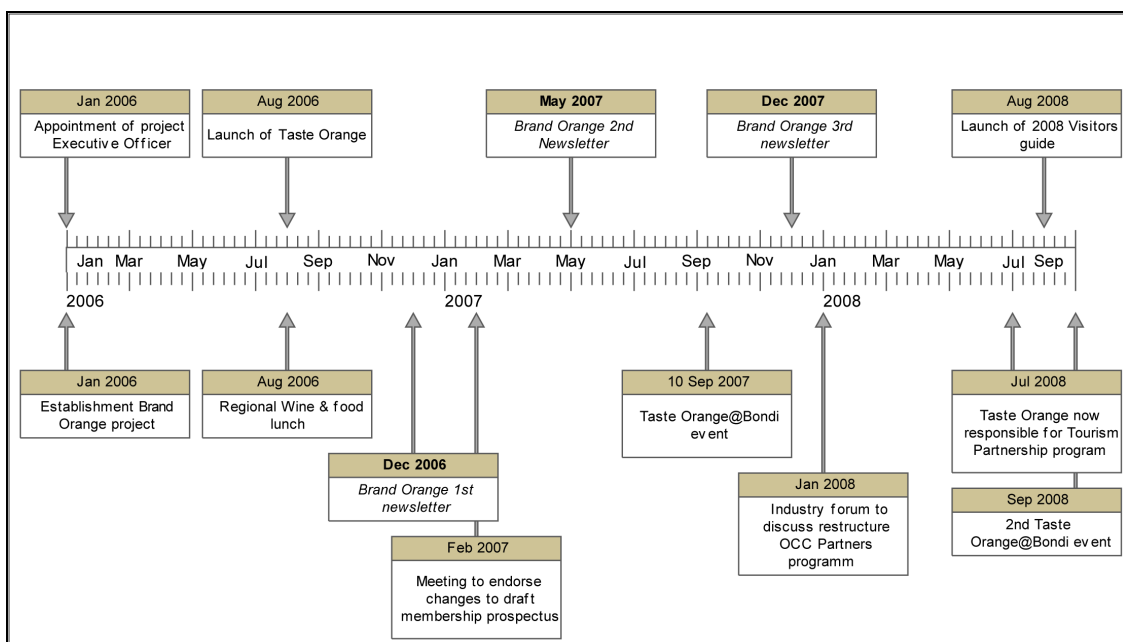 Jan 2006
Appointment of project
Executive Officer
Aug 2006
Launch of Taste Orange
May 2007
Brand Orange 2nd
Newsletter
Dec 2007
Brand Orange 3rd
newsletter
Aug 2008
Launch of 2008 Visitors
guide
Jan Mar May Jul Sep Nov Jan Mar May Jul Sep Nov Jan Mar May Jul Sep
2006 2007 2008
Jan 2006
Establishment Brand
Orange project
Aug 2006
Regional Wine & food
lunch
Dec 2006
Brand Orange 1st
newsletter
Feb 2007
Meeting to endorse
changes to draft
membership prospectus
10 Sep 2007
Taste Orange@Bondi
event
Jan 2008
Industry forum to
discuss restructure
OCC Partners
programm
Jul 2008
Taste Orange now
responsible for Tourism
Partnership program
Sep 2008
2nd Taste
Orange@Bondi event